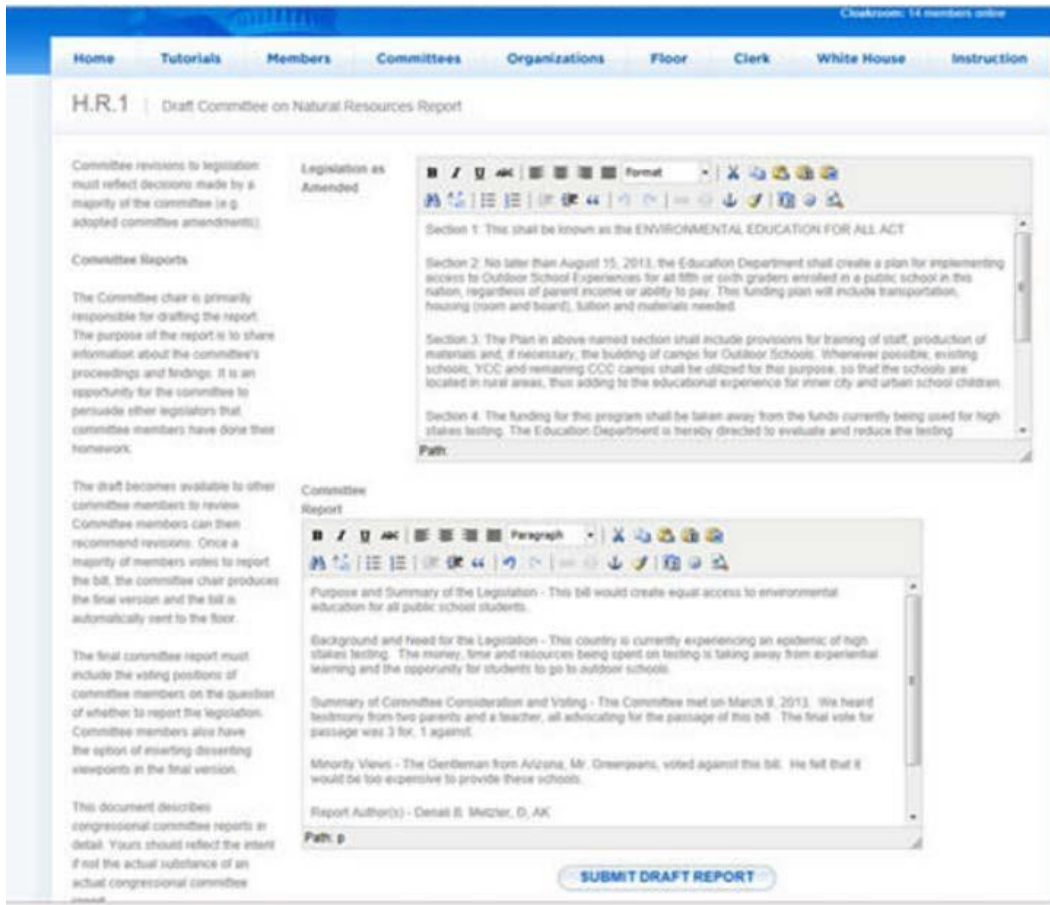 Cloakroom: 14 members online
Home Tutorials Members Committees Organizations Floor Clerk White House Instruction
H.R.1 | Draft Committee on Natural Resources Report
Committee revisions to legislation
must reflect decisions made by a
majority of the committee (e.g.
adopted committee amendments).
Committee Reports
The Committee chair is primarily
responsible for drafting the report.
The purpose of the report is to share
information about the committee's
proceedings and findings. It is an
opportunity for the committee to
persuade other legislators that
committee members have done their
homework.
The draft becomes available to other
committee members to review.
Committee members can then
recommend revisions. Once a
majority of members votes to report
the bill, the committee chair produces
the final version and the bill is
automatically sent to the floor.
The final committee report must
include the voting positions of
committee members on the question
of whether to report the legislation.
Committee members also have
the option of inserting dissenting
viewpoints in the final version.
This document describes
congressional committee reports in
detail. Yours should reflect the intent
if not the actual substance of an
actual congressional committee
Legislation as
Amended
B I U ABC Format
Section 1: This shall be known as the ENVIRONMENTAL EDUCATION FOR ALL ACT
Section 2: No later than August 15, 2013, the Education Department shall create a plan for implementing
access to Outdoor School Experiences for all fifth or sixth graders enrolled in a public school in this
nation, regardless of parent income or ability to pay. This funding plan will include transportation,
housing (room and board), tuition and materials needed.
Section 3. The Plan in above named section shall include provisions for training of staff, production of
materials and, if necessary, the building of camps for Outdoor Schools. Whenever possible, existing
schools, YCC and remaining CCC camps shall be utilized for this purpose, so that the schools are
located in rural areas, thus adding to the educational experience for inner city and urban school children.
Section 4. The funding for this program shall be taken away from the funds currently being used for high
stakes testing. The Education Department is hereby directed to evaluate and reduce the testing
Path:
Committee
Report
B I U ABC Paragraph
Purpose and Summary of the Legislation - This bill would create equal access to environmental
education for all public school students.
Background and Need for the Legislation - This country is currently experiencing an epidemic of high
stakes testing. The money, time and resources being spent on testing is taking away from experiential
learning and the opporunity for students to go to outdoor schools.
Summary of Committee Consideration and Voting - The Committee met on March 9, 2013. We heard
testimony from two parents and a teacher, all advocating for the passage of this bill. The final vote for
passage was 3 for, 1 against.
Minority Views - The Gentleman from Arizona, Mr. Greenjeans, voted against this bill. He felt that it
would be too expensive to provide these schools.
Report Author(s) - Denali B. Metzler, D, AK
Path: p
SUBMIT DRAFT REPORT